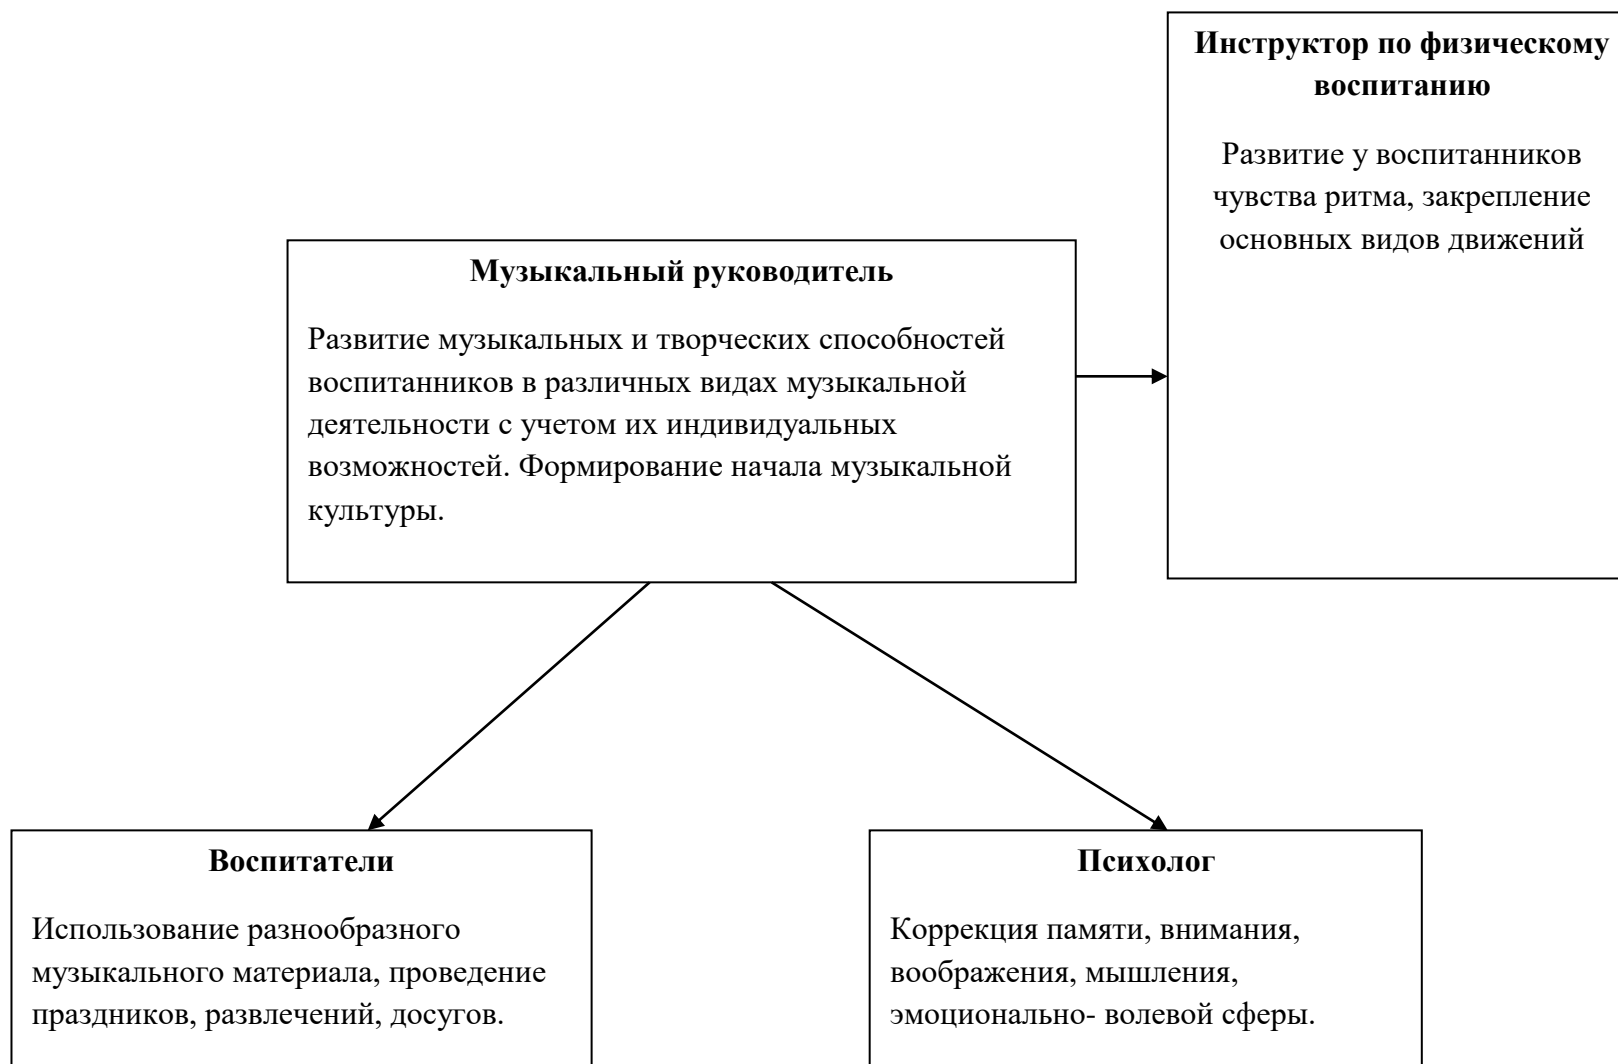 Инструктор по физическому
воспитанию
Развитие у воспитанников
чувства ритма, закрепление
основных видов движений
Музыкальный руководитель
Развитие музыкальных и творческих способностей
воспитанников в различных видах музыкальной
деятельности с учетом их индивидуальных
возможностей. Формирование начала музыкальной
культуры.
Воспитатели
Использование разнообразного
музыкального материала, проведение
праздников, развлечений, досугов.
Психолог
Коррекция памяти, внимания,
воображения, мышления,
эмоционально- волевой сферы.